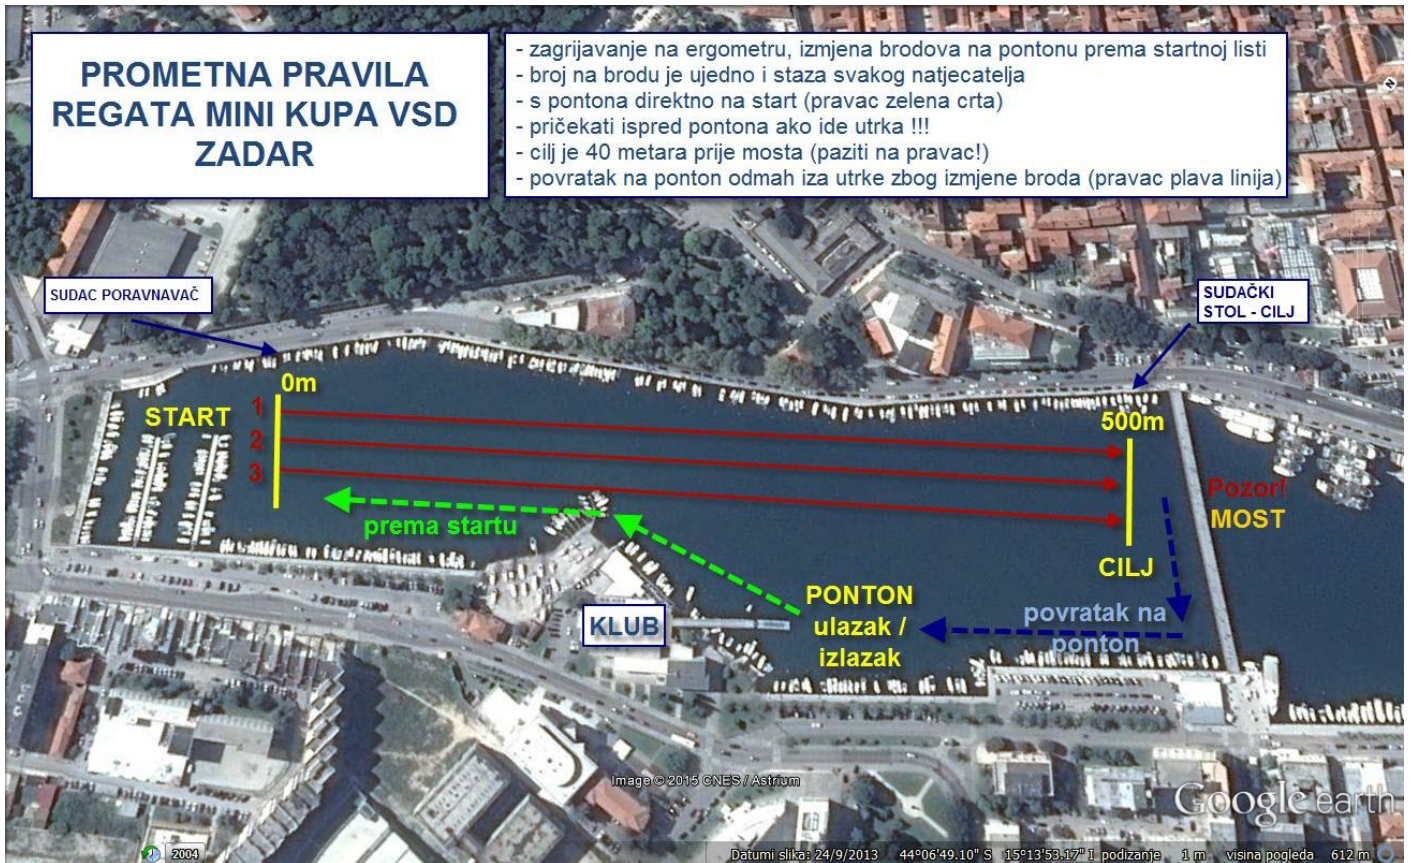 PROMETNA PRAVILA
REGATA MINI KUPA VSD
ZADAR
- zagrijavanje na ergometru, izmjena brodova na pontonu prema startnoj listi
- broj na brodu je ujedno i staza svakog natjecatelja
- s pontona direktno na start (pravac zelena crta)
- pričekati ispred pontona ako ide utrka !!!
- cilj je 40 metara prije mosta (paziti na pravac!)
- povratak na ponton odmah iza utrke zbog izmjene broda (pravac plava linija)
N
SUDAC PORAVNAVAČ
SUDAČKI
STOL - CILJ
0m
START
1
2
3
500m
Pozor!
MOST
prema startu
CILJ
PONTON
ulazak /
izlazak
povratak na
ponton
KLUB
Image © 2015 CNES / Astrium
Google earth
2004
Datumi slika: 24/9/2013 44°06'49.10" S 15°13'53.17" I podizanje 1 m visina pogleda 612 m